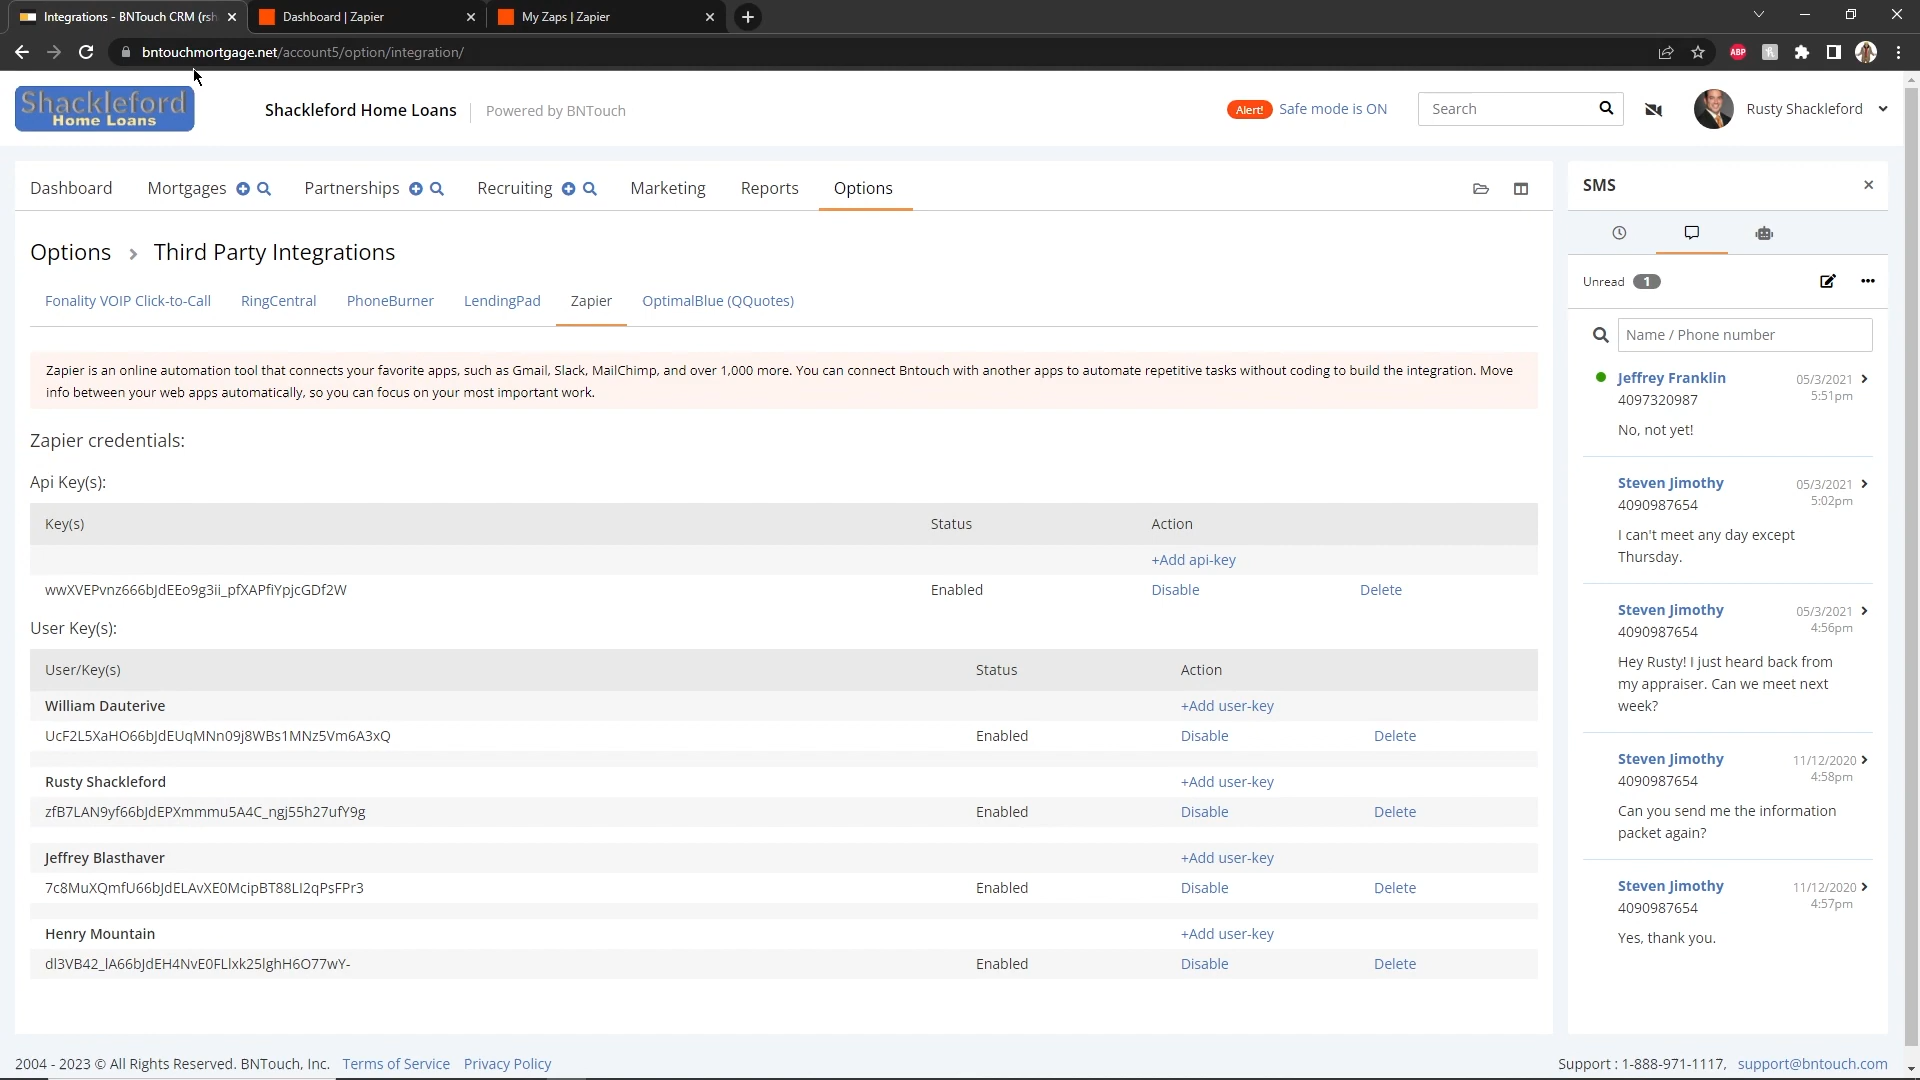 Integrations - BNTouch CRM (rsh
Dashboard | Zapier
My Zaps | Zapier
bntouchmortgage.net/account5/option/integration/
ABP
Shackleford
Home Loans
Shackleford Home Loans
Powered by BNTouch
Alert!
Safe mode is ON
Search
Rusty Shackleford
Dashboard
Mortgages
Partnerships
Recruiting
Marketing
Reports
Options
Options > Third Party Integrations
Fonality VOIP Click-to-Call
RingCentral
PhoneBurner
LendingPad
Zapier
OptimalBlue (QQuotes)
Zapier is an online automation tool that connects your favorite apps, such as Gmail, Slack, MailChimp, and over 1,000 more. You can connect Bntouch with another apps to automate repetitive tasks without coding to build the integration. Move
info between your web apps automatically, so you can focus on your most important work.
Zapier credentials:
Api Key(s):
Key(s) Status Action
+Add api-key
wwXVEPvnz666bJdEEo9g3ii_pfXAPfiYpjcGDf2W Enabled Disable Delete
User Key(s):
User/Key(s) Status Action
William Dauterive +Add user-key
UcF2L5XaHO66bJdEUqMNn09j8WBs1MNz5Vm6A3xQ Enabled Disable Delete
Rusty Shackleford +Add user-key
zfB7LAN9yf66bJdEPXmmmu5A4C_ngj55h27ufY9g Enabled Disable Delete
Jeffrey Blasthaver +Add user-key
7c8MuXQmfU66bJdELAvXE0McipBT88LI2qPsFPr3 Enabled Disable Delete
Henry Mountain +Add user-key
dl3VB42_lA66bJdEH4NvE0FLlxk25lghH6O77wY- Enabled Disable Delete
SMS
Unread 1
Name / Phone number
Jeffrey Franklin 05/3/2021
4097320987 5:51pm
No, not yet!
Steven Jimothy 05/3/2021
4090987654 5:02pm
I can't meet any day except
Thursday.
Steven Jimothy 05/3/2021
4090987654 4:56pm
Hey Rusty! I just heard back from
my appraiser. Can we meet next
week?
Steven Jimothy 11/12/2020
4090987654 4:58pm
Can you send me the information
packet again?
Steven Jimothy 11/12/2020
4090987654 4:57pm
Yes, thank you.
2004 - 2023 © All Rights Reserved. BNTouch, Inc. Terms of Service Privacy Policy
Support : 1-888-971-1117, support@bntouch.com